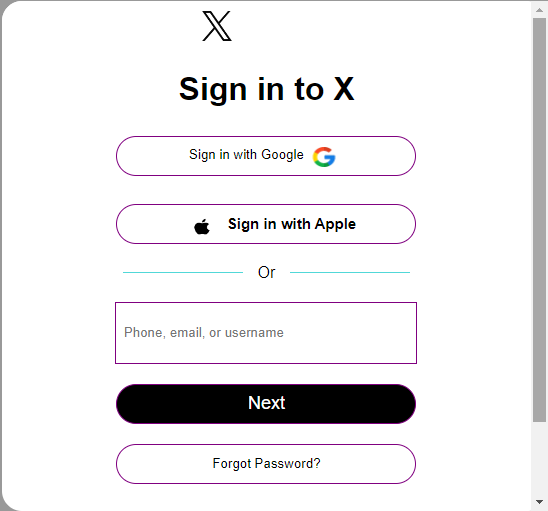 Sign in to X
Sign in with Google
Sign in with Apple
Or
Phone, email, or username
Next
Forgot Password?